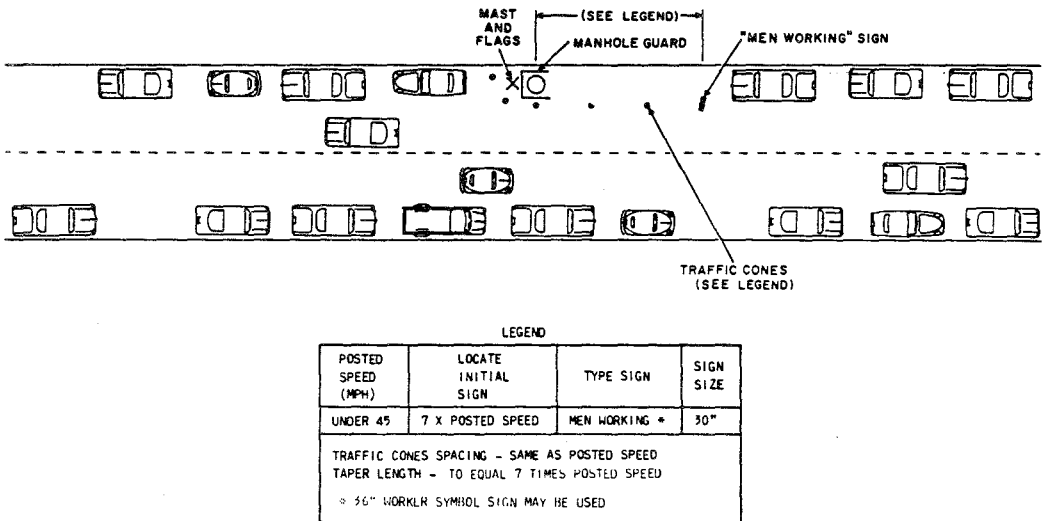 MAST
AND
FLAGS
(SEE LEGEND)
MANHOLE GUARD
"MEN WORKING" SIGN
TRAFFIC CONES
(SEE LEGEND)
LEGEND
POSTED SPEED (MPH)
LOCATE INITIAL SIGN
TYPE SIGN
SIGN SIZE
UNDER 45
7 X POSTED SPEED
MEN WORKING *
30"
TRAFFIC CONES SPACING - SAME AS POSTED SPEED
TAPER LENGTH - TO EQUAL 7 TIMES POSTED SPEED
* 36" WORKER SYMBOL SIGN MAY BE USED